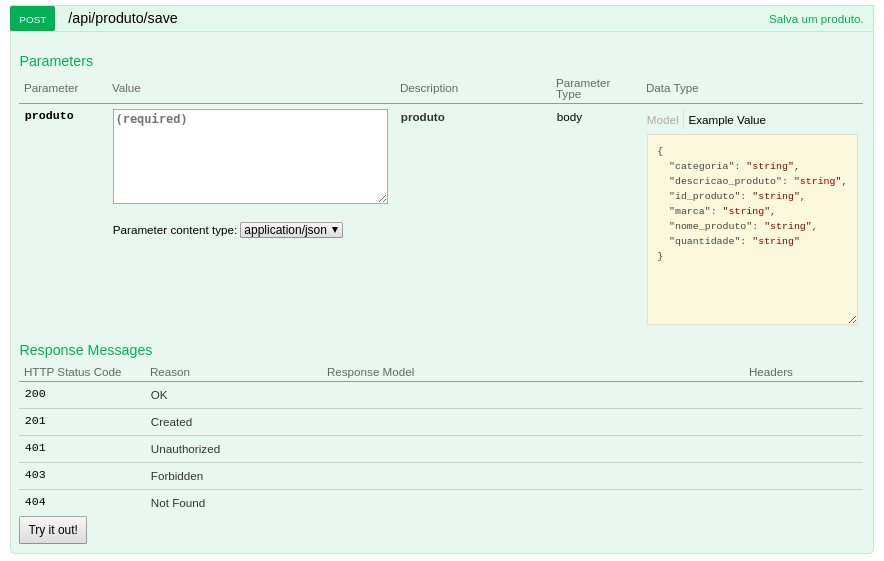 POST /api/produto/save Salva um produto.
Parameters
Parameter Value Description Parameter Type Data Type
produto (required) produto body Model Example Value
{
"categoria": "string",
"descricao_produto": "string",
"id_produto": "string",
"marca": "string",
"nome_produto": "string",
"quantidade": "string"
}
Parameter content type: application/json
Response Messages
HTTP Status Code Reason Response Model Headers
200 OK
201 Created
401 Unauthorized
403 Forbidden
404 Not Found
Try it out!